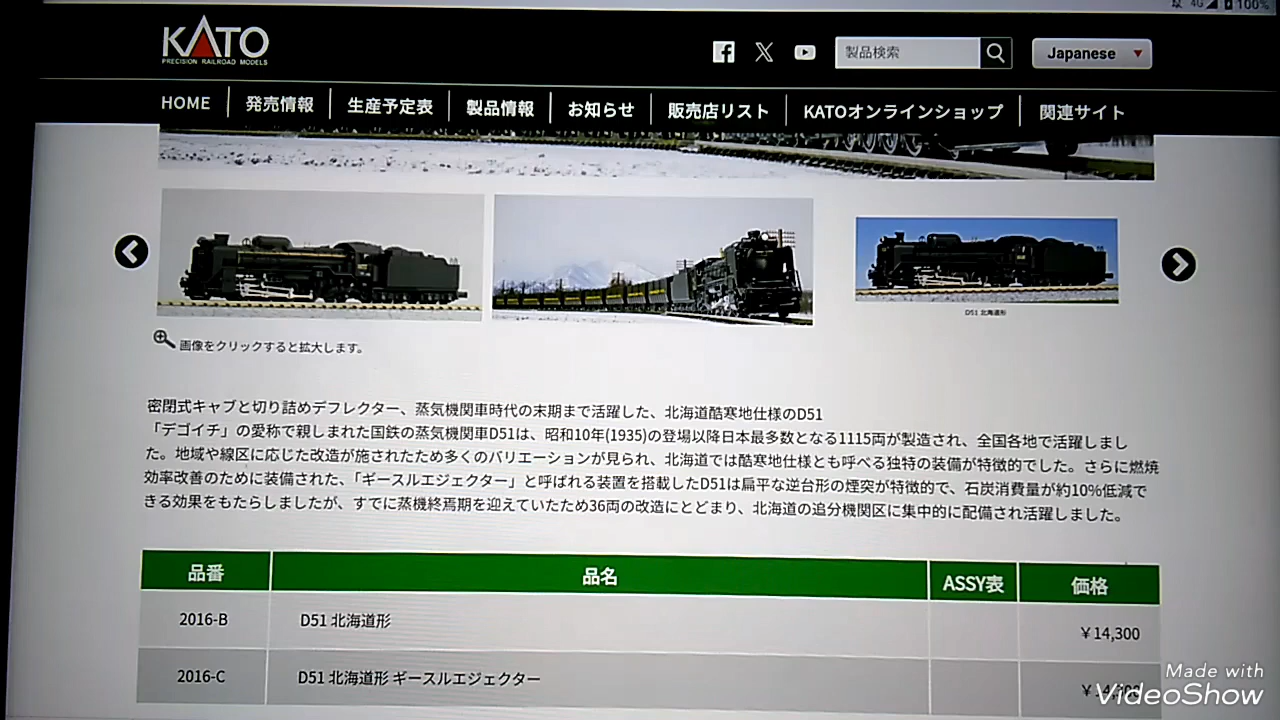 4G 100%
KATO
PRECISION RAILROAD MODELS
製品検索
Japanese
HOME
発売情報
生産予定表
製品情報
お知らせ
販売店リスト
KATOオンラインショップ
関連サイト
D51 北海道形
画像をクリックすると拡大します。
密閉式キャブと切り詰めデフレクター、蒸気機関車時代の末期まで活躍した、北海道酷寒地仕様のD51
「デゴイチ」の愛称で親しまれた国鉄の蒸気機関車D51は、昭和10年(1935)の登場以降日本最多数となる1115両が製造され、全国各地で活躍しまし
た。地域や線区に応じた改造が施されたため多くのバリエーションが見られ、北海道では酷寒地仕様とも呼べる独特の装備が特徴的でした。さらに燃焼
効率改善のために装備された、「ギースルエジェクター」と呼ばれる装置を搭載したD51は扁平な逆台形の煙突が特徴的で、石炭消費量が約10%低減で
きる効果をもたらしましたが、すでに蒸機終焉期を迎えていたため36両の改造にとどまり、北海道の追分機関区に集中的に配備され活躍しました。
品番 品名 ASSY表 価格
2016-B D51 北海道形 ￥14,300
2016-C D51 北海道形 ギースルエジェクター
Made with
VideoShow